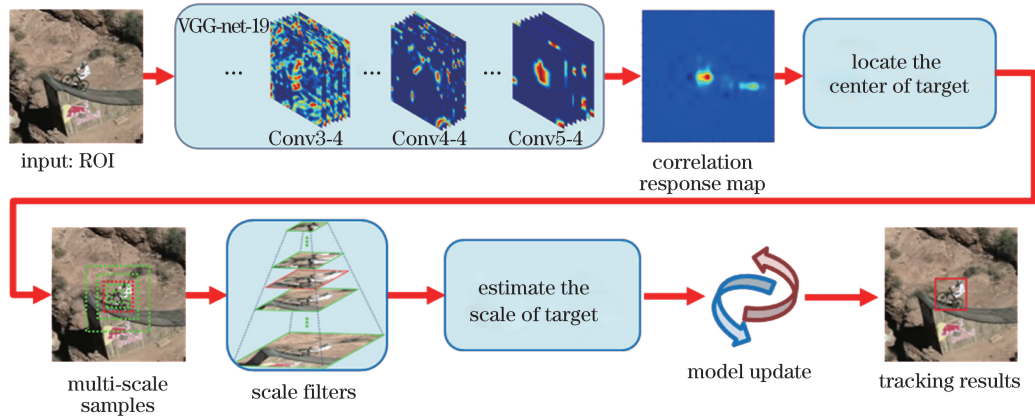 VGG-net-19
... ... ...
Conv3-4 Conv4-4 Conv5-4
input: ROI
correlation
response map
locate the
center of target
multi-scale
samples
scale filters
estimate the
scale of target
model update
tracking results